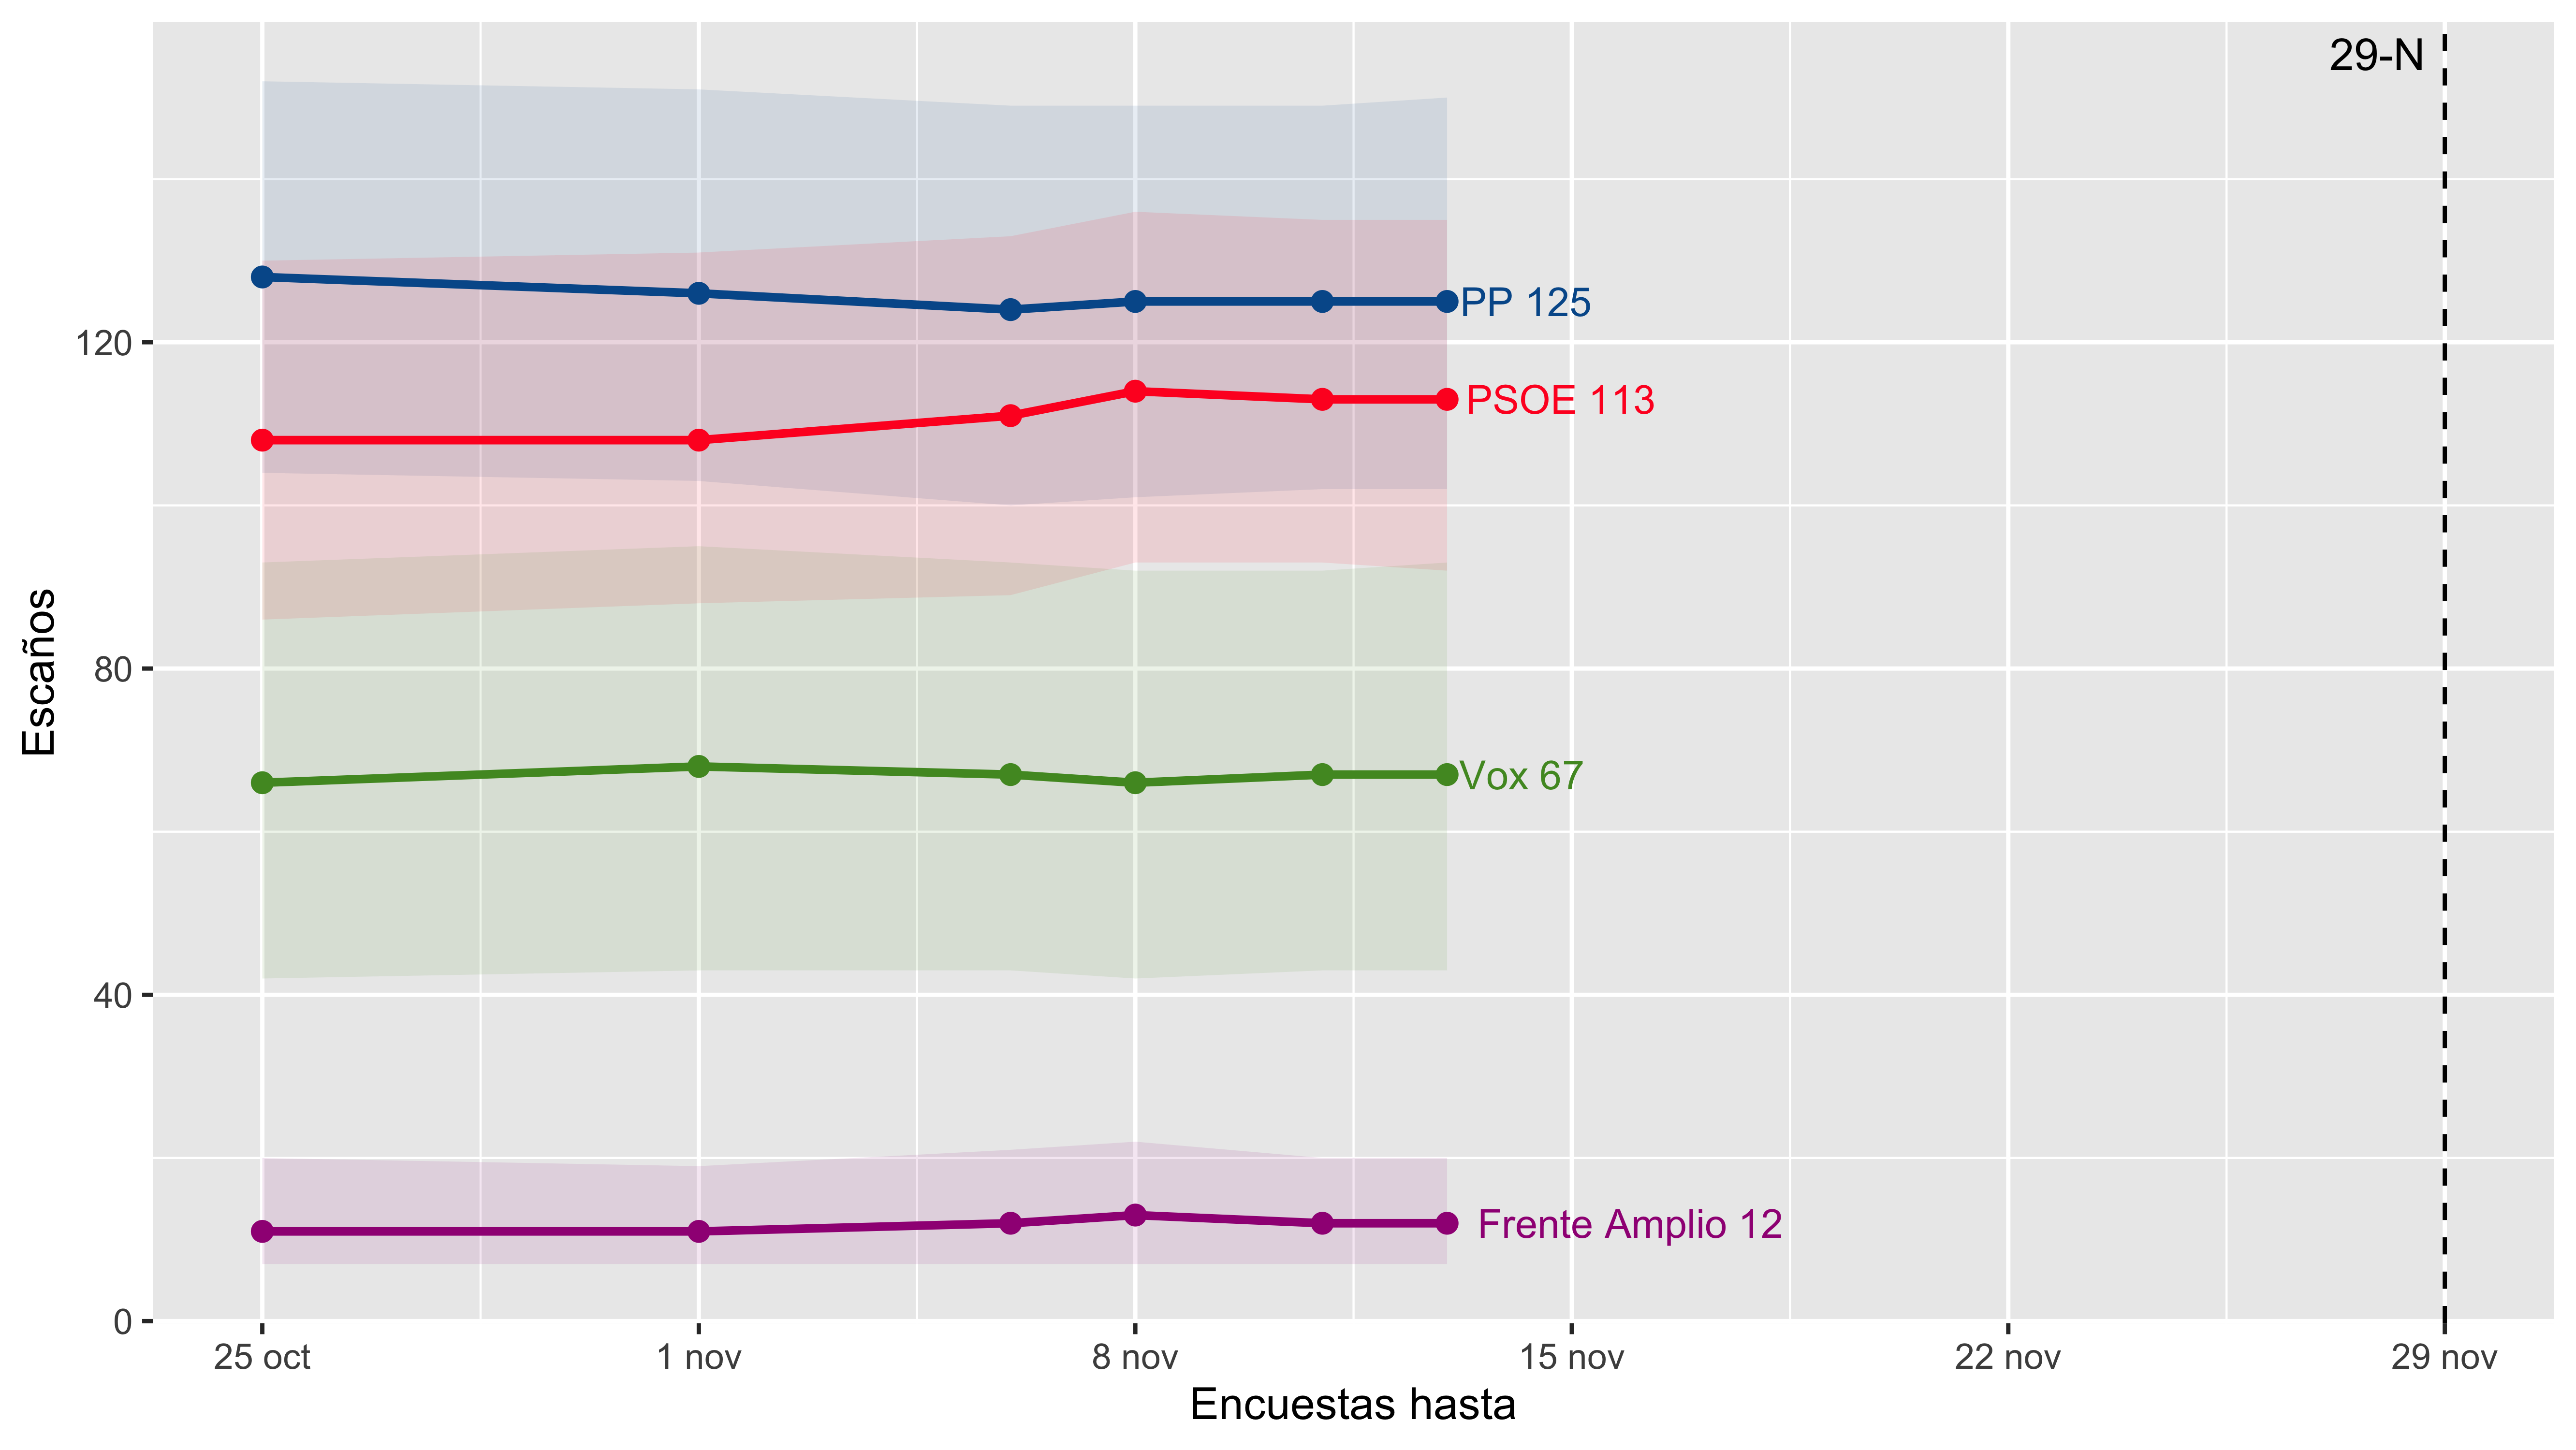 29-N
PP 125
PSOE 113
Vox 67
Frente Amplio 12
Escaños
120
80
40
0
25 oct
1 nov
8 nov
15 nov
22 nov
29 nov
Encuestas hasta